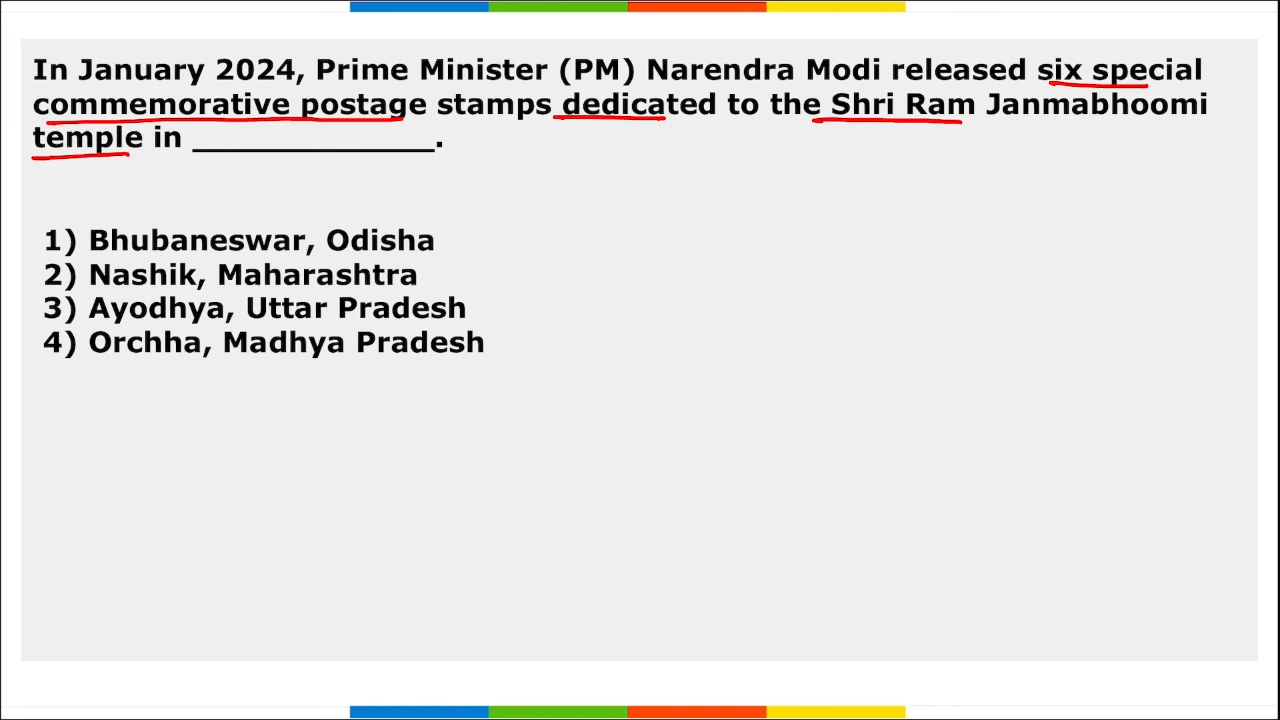 In January 2024, Prime Minister (PM) Narendra Modi released six special
commemorative postage stamps dedicated to the Shri Ram Janmabhoomi
temple in _____________.
1) Bhubaneswar, Odisha
2) Nashik, Maharashtra
3) Ayodhya, Uttar Pradesh
4) Orchha, Madhya Pradesh